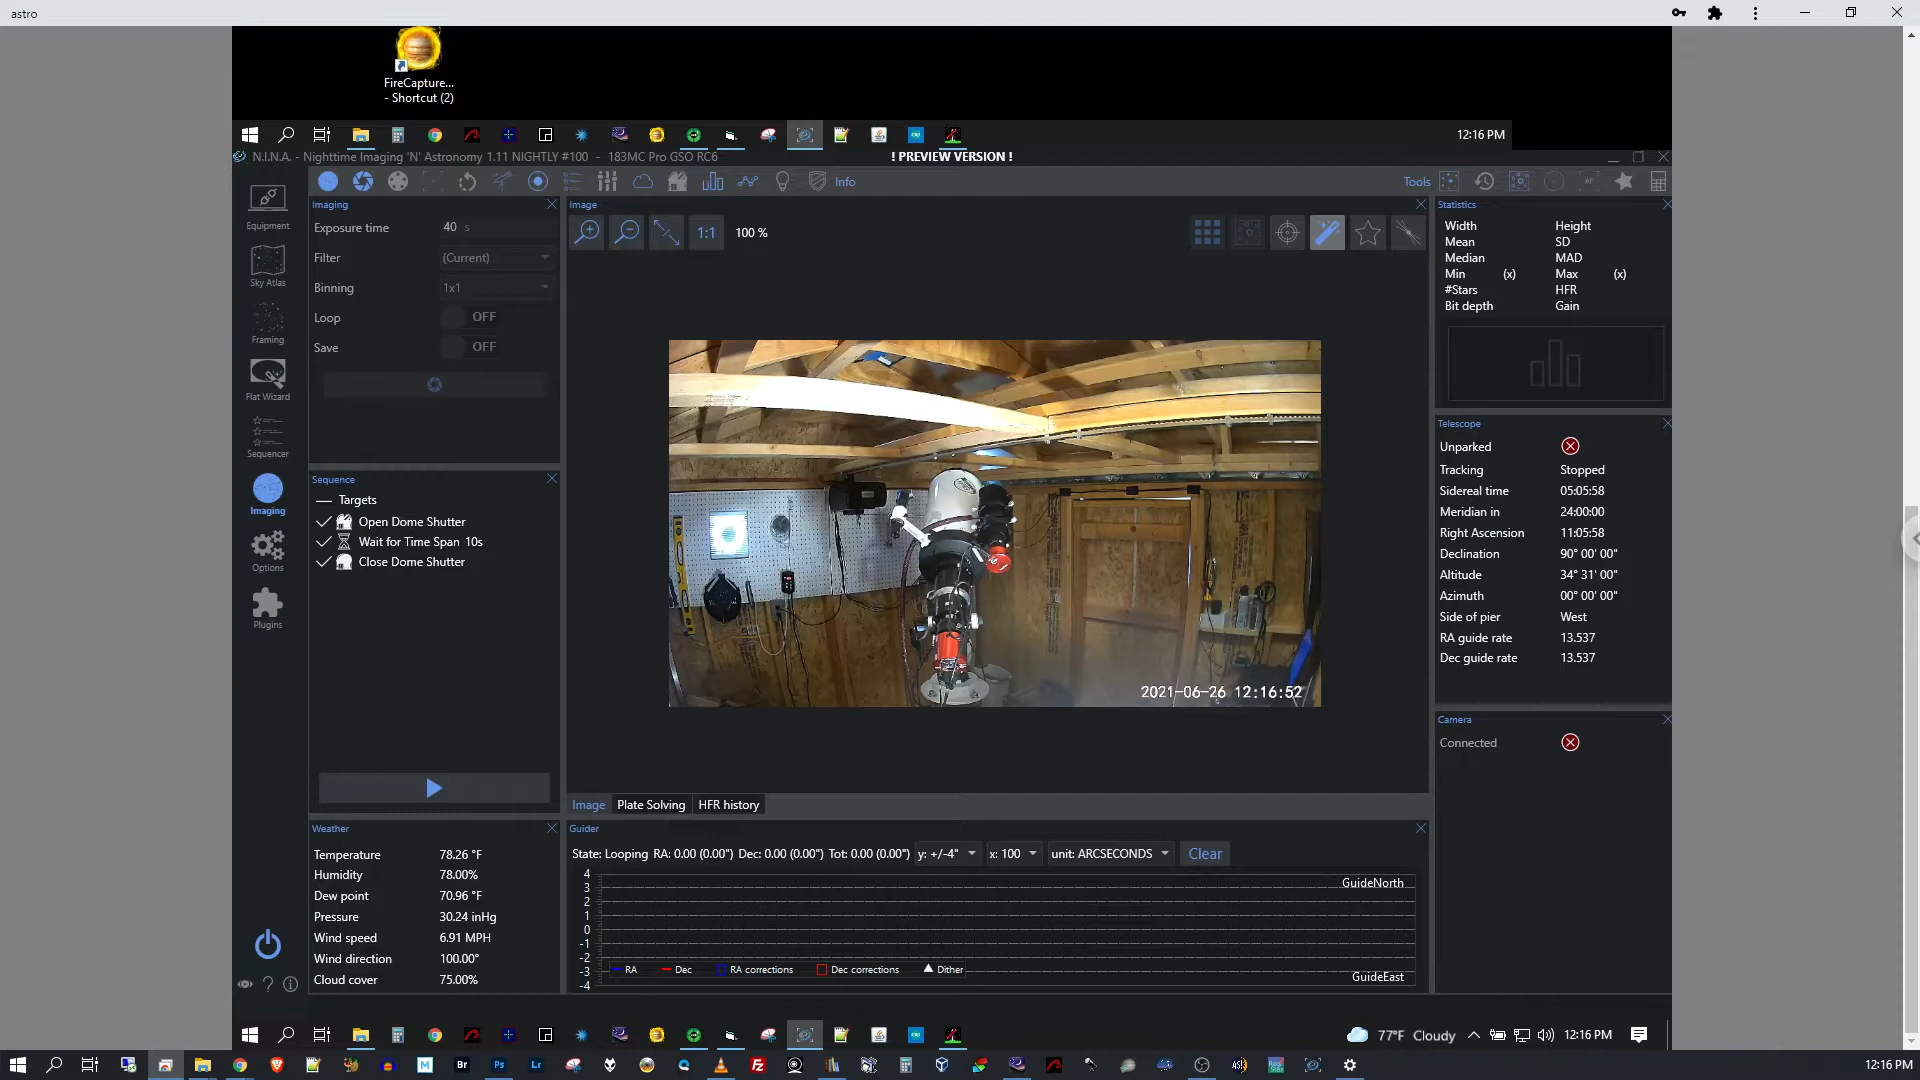 astro
FireCapture...
- Shortcut (2)
12:16 PM
N.I.N.A. - Nighttime Imaging 'N' Astronomy 1.11 NIGHTLY #100 - 183MC Pro GSO RC6
! PREVIEW VERSION !
Info
Tools
Equipment
Sky Atlas
Framing
Flat Wizard
Sequencer
Imaging
Options
Plugins
Imaging
Exposure time 40 s
Filter (Current)
Binning 1x1
Loop OFF
Save OFF
Sequence
Targets
Open Dome Shutter
Wait for Time Span 10s
Close Dome Shutter
Weather
Temperature 78.26 °F
Humidity 78.00%
Dew point 70.96 °F
Pressure 30.24 inHg
Wind speed 6.91 MPH
Wind direction 100.00°
Cloud cover 75.00%
Image
1:1 100 %
2021-06-26 12:16:52
Image Plate Solving HFR history
Guider
State: Looping RA: 0.00 (0.00") Dec: 0.00 (0.00") Tot: 0.00 (0.00") y: +/-4" x: 100 unit: ARCSECONDS Clear
4
3
2
1
0
-1
-2
-3
-4
GuideNorth
GuideEast
RA Dec RA corrections Dec corrections Dither
Statistics
Width Height
Mean SD
Median MAD
Min (x) Max (x)
#Stars HFR
Bit depth Gain
Telescope
Unparked
Tracking Stopped
Sidereal time 05:05:58
Meridian in 24:00:00
Right Ascension 11:05:58
Declination 90° 00' 00"
Altitude 34° 31' 00"
Azimuth 00° 00' 00"
Side of pier West
RA guide rate 13.537
Dec guide rate 13.537
Camera
Connected
77°F Cloudy 12:16 PM
M Br Ps Lr Fz
12:16 PM